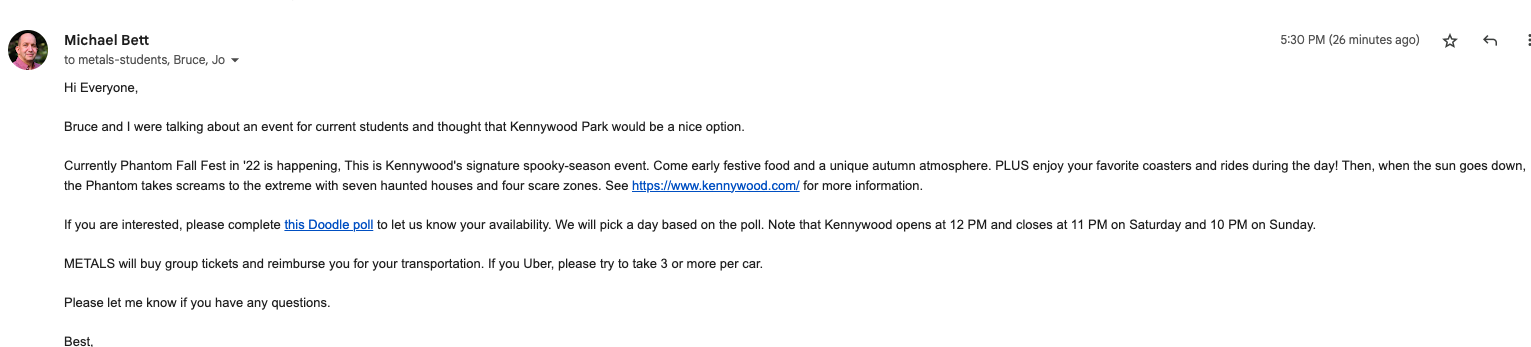 Michael Bett
5:30 PM (26 minutes ago)
to metals-students, Bruce, Jo
Hi Everyone,
Bruce and I were talking about an event for current students and thought that Kennywood Park would be a nice option.
Currently Phantom Fall Fest in '22 is happening, This is Kennywood's signature spooky-season event. Come early festive food and a unique autumn atmosphere. PLUS enjoy your favorite coasters and rides during the day! Then, when the sun goes down,
the Phantom takes screams to the extreme with seven haunted houses and four scare zones. See https://www.kennywood.com/ for more information.
If you are interested, please complete this Doodle poll to let us know your availability. We will pick a day based on the poll. Note that Kennywood opens at 12 PM and closes at 11 PM on Saturday and 10 PM on Sunday.
METALS will buy group tickets and reimburse you for your transportation. If you Uber, please try to take 3 or more per car.
Please let me know if you have any questions.
Best,